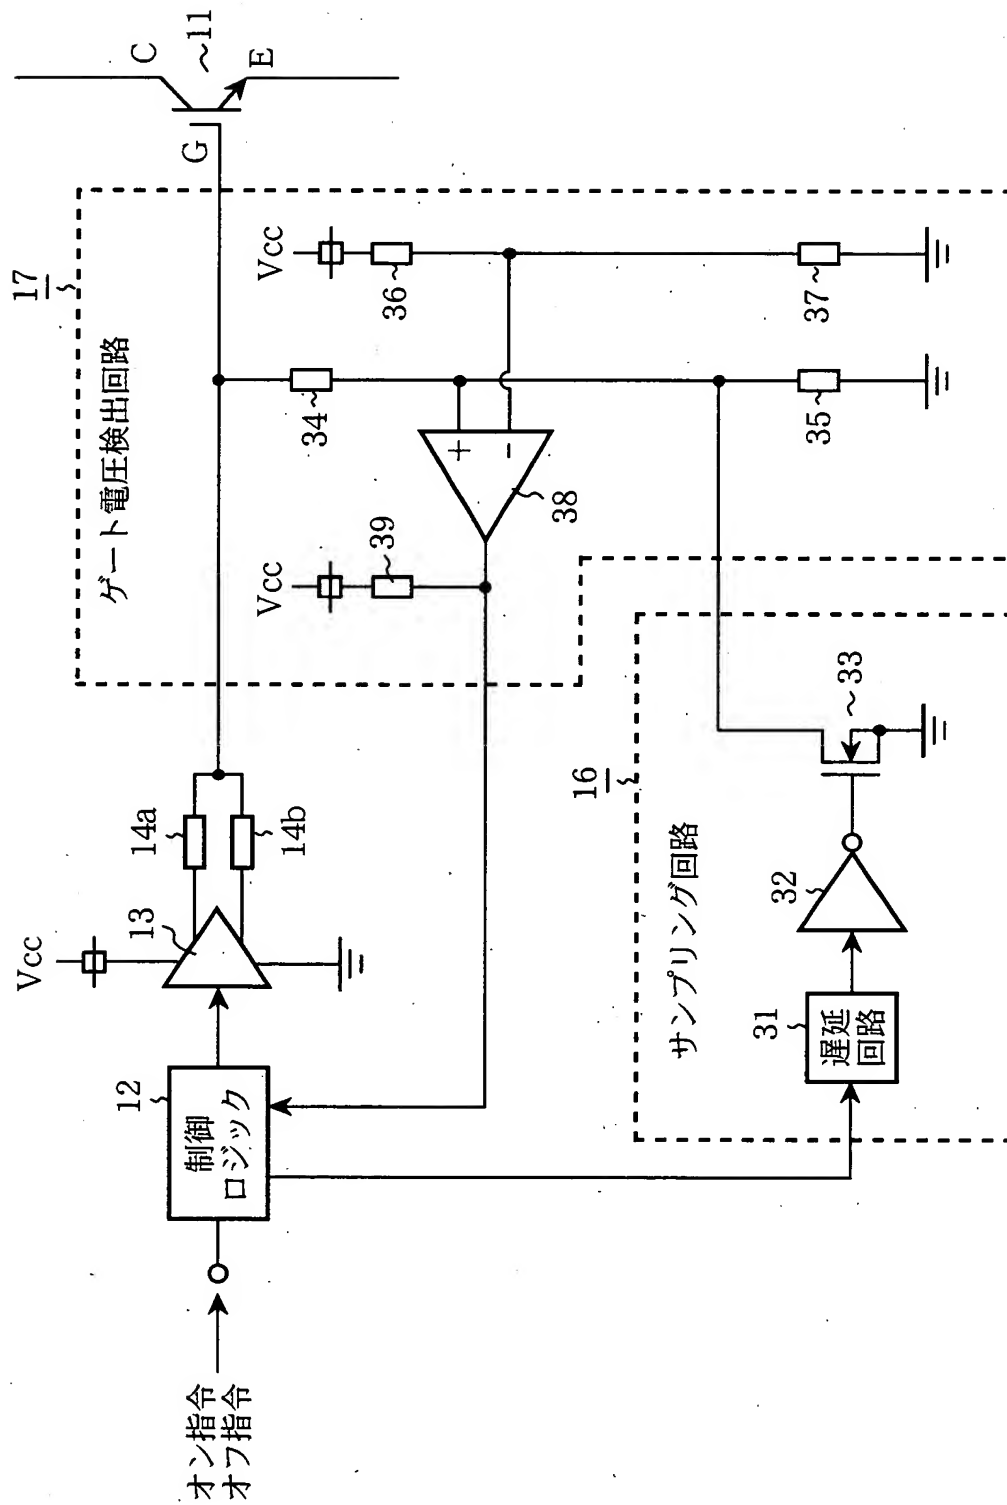 オン指令
オフ指令
12
制御
ロジック
Vcc
13
14a
14b
17
ゲート電圧検出回路
Vcc
39
38
+
-
34
35
Vcc
36
37
G
C
E
11
16
サンプリング回路
31
遅延
回路
32
33